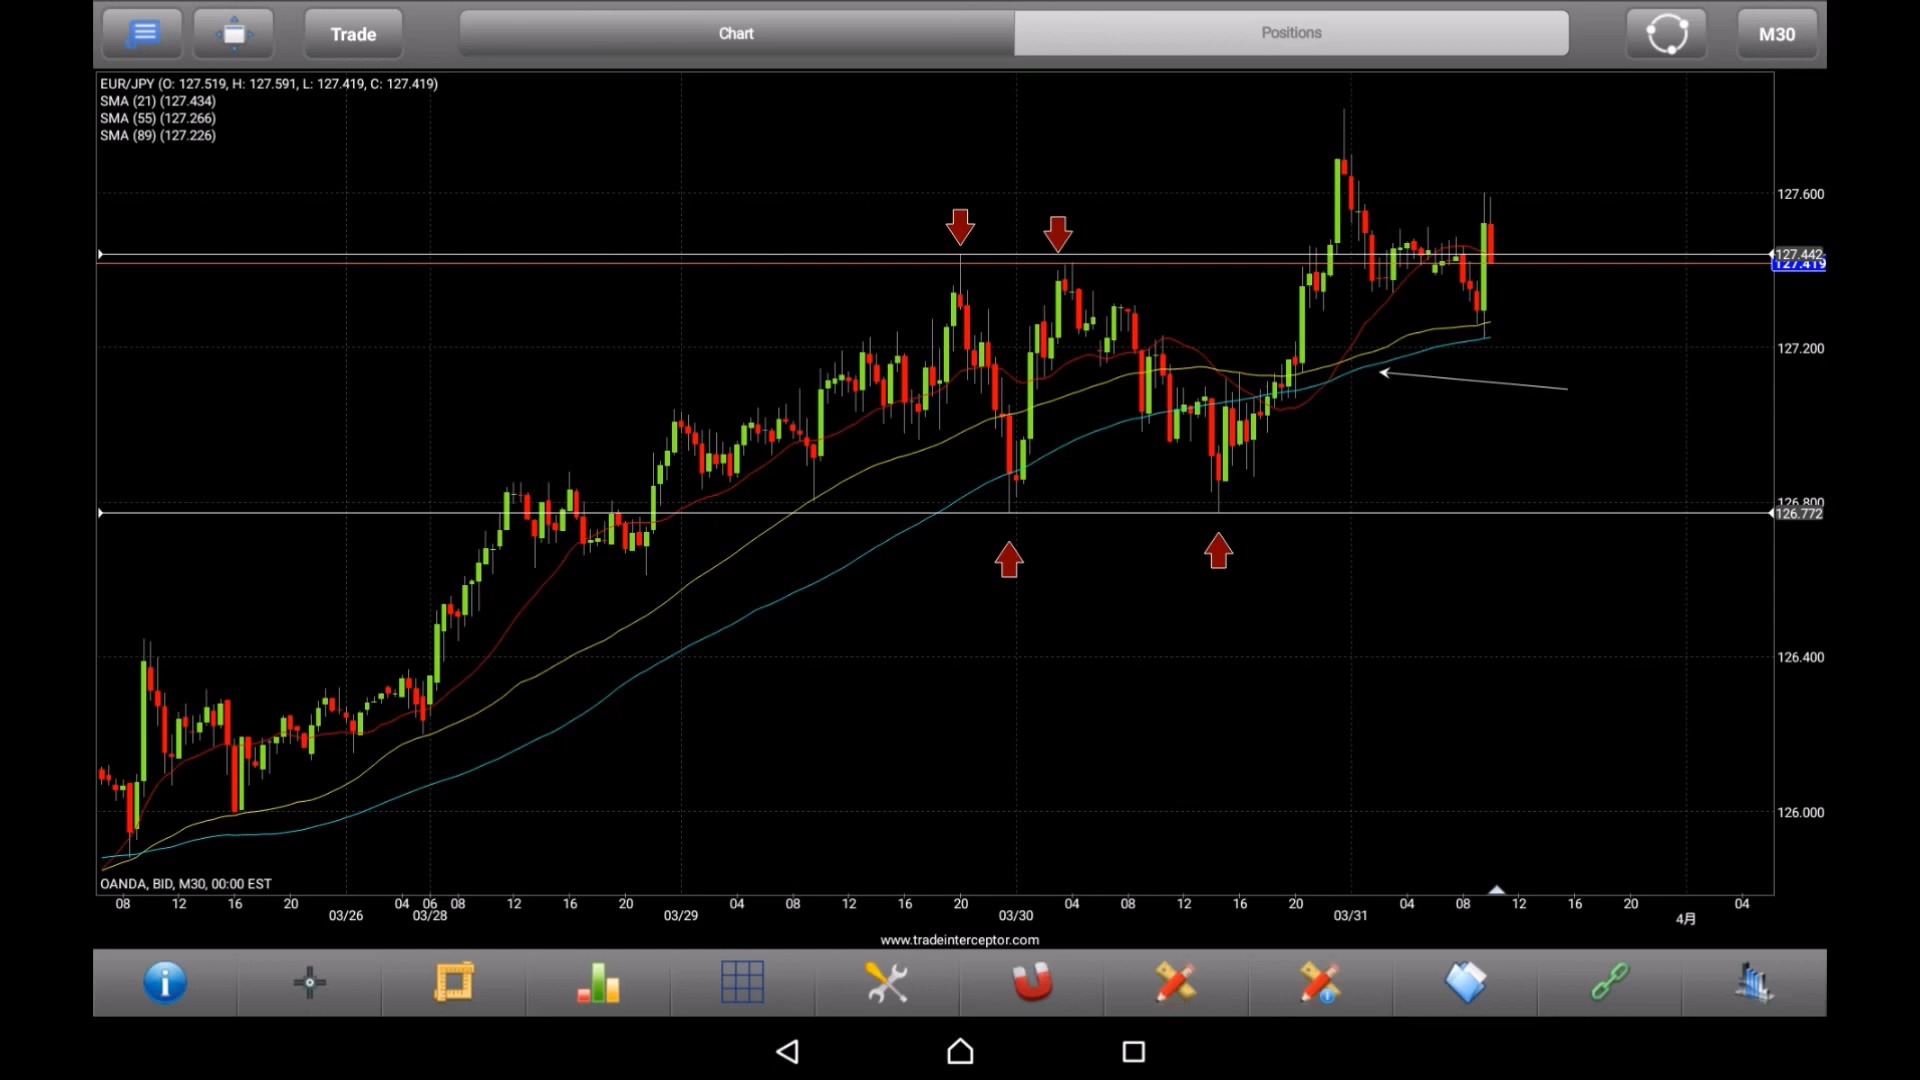 Trade
Chart
Positions
M30
EUR/JPY (O: 127.519, H: 127.591, L: 127.419, C: 127.419)
SMA (21) (127.434)
SMA (55) (127.266)
SMA (89) (127.226)
127.600
127.442
127.419
127.200
126.800
126.772
126.400
126.000
OANDA, BID, M30, 00:00 EST
08 12 16 20 04 06 08 12 16 20 04 08 12 16 20 04 08 12 16 20 04 08 12 16 20 04
03/26 03/28 03/29 03/30 03/31 4月
www.tradeinterceptor.com